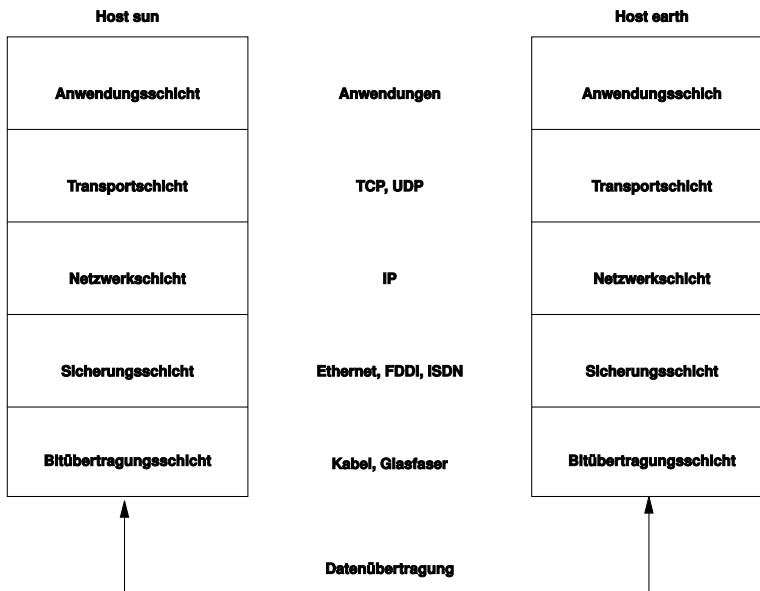 Host sun Host earth
Anwendungsschicht Anwendungen Anwendungsschich
Transportschicht TCP, UDP Transportschicht
Netzwerkschicht IP Netzwerkschicht
Sicherungsschicht Ethernet, FDDI, ISDN Sicherungsschicht
Bitübertragungsschicht Kabel, Glasfaser Bitübertragungsschicht
Datenübertragung